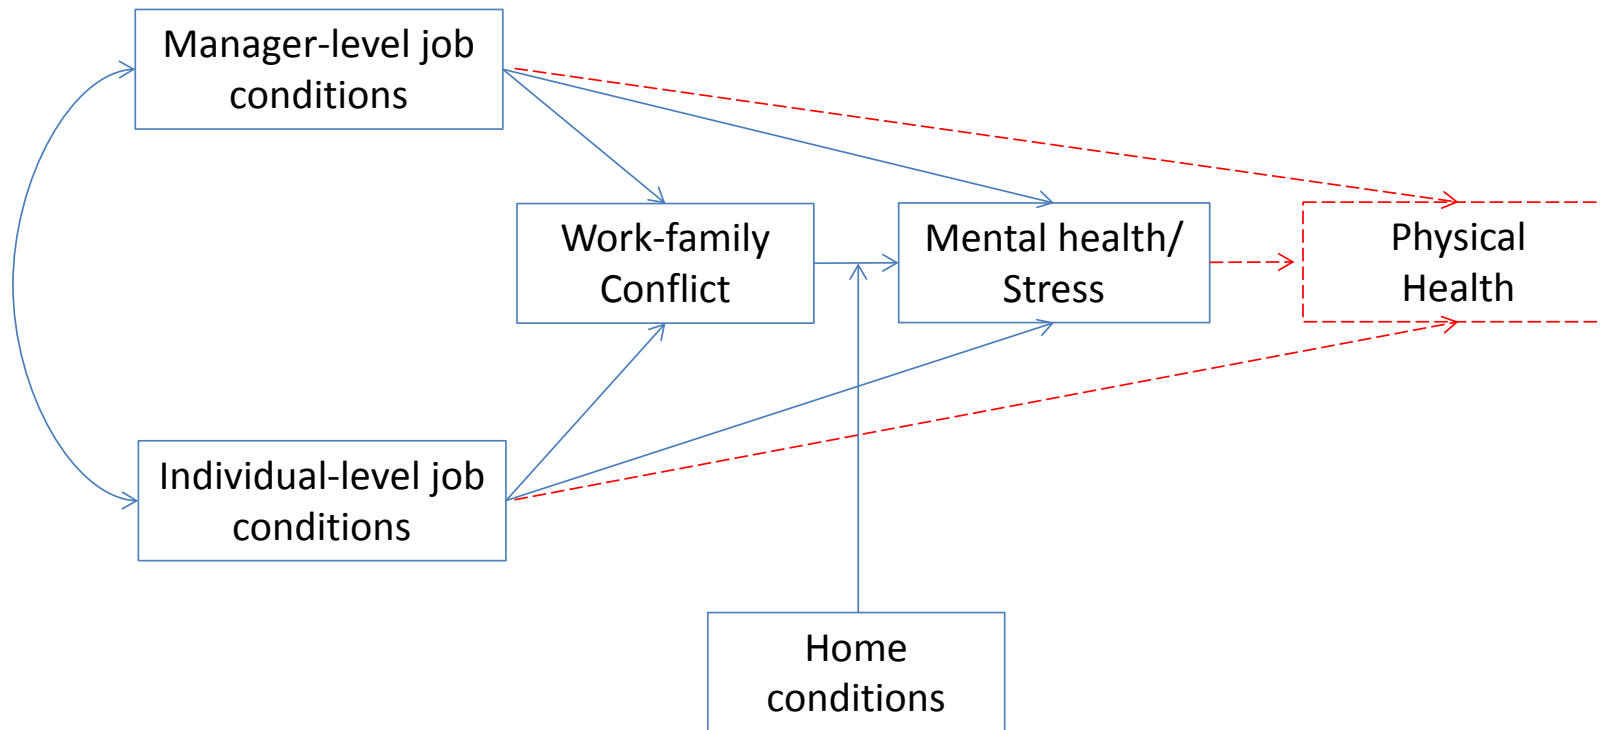 Manager-level job
conditions
Work-family
Conflict
Mental health/
Stress
Physical
Health
Individual-level job
conditions
Home
conditions